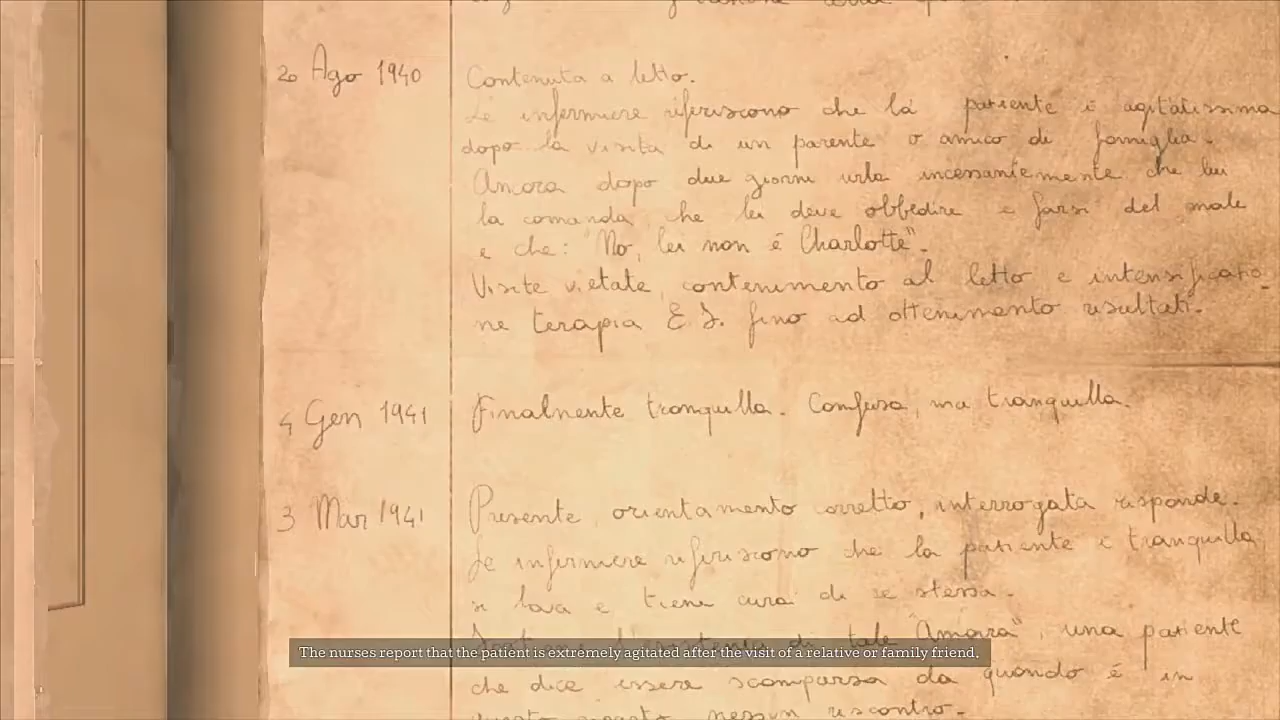 20 Ago 1940
Contenuta a letto.
Le infermiere riferiscono che la paziente è agitatissima
dopo la visita di un parente o amico di famiglia.
Ancora dopo due giorni urla incessantemente che lui
la comanda, che lei deve obbedire e farsi del male
e che: "No, lei non è Charlotte".
Visite vietate, contenimento al letto e intensificazio-
ne terapia E.S. fino ad ottenimento risultati.
4 Gen 1941
Finalmente tranquilla. Confusa, ma tranquilla.
3 Mar 1941
Presente, orientamento corretto, interrogata risponde.
Le infermiere riferiscono che la paziente è tranquilla
si lava e tiene cura di se stessa.
di tale "Amara", una paziente
The nurses report that the patient is extremely agitated after the visit of a relative or family friend.
che dice essere scomparsa da quando è in
nessun riscontro.